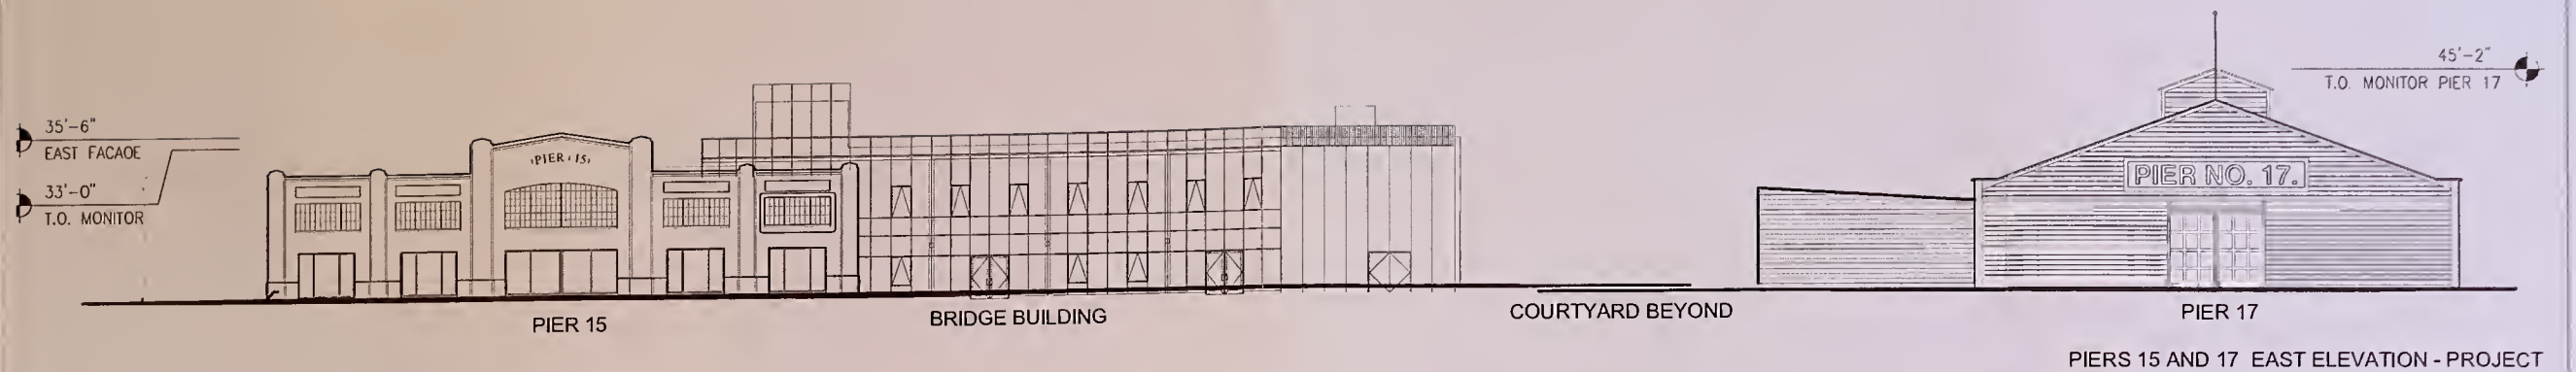 35'-6"
EAST FACAOE
33'-0"
T.O. MONITOR
·PIER·15·
PIER NO. 17.
45'-2"
T.O. MONITOR PIER 17
PIER 15
BRIDGE BUILDING
COURTYARD BEYOND
PIER 17
PIERS 15 AND 17 EAST ELEVATION - PROJECT